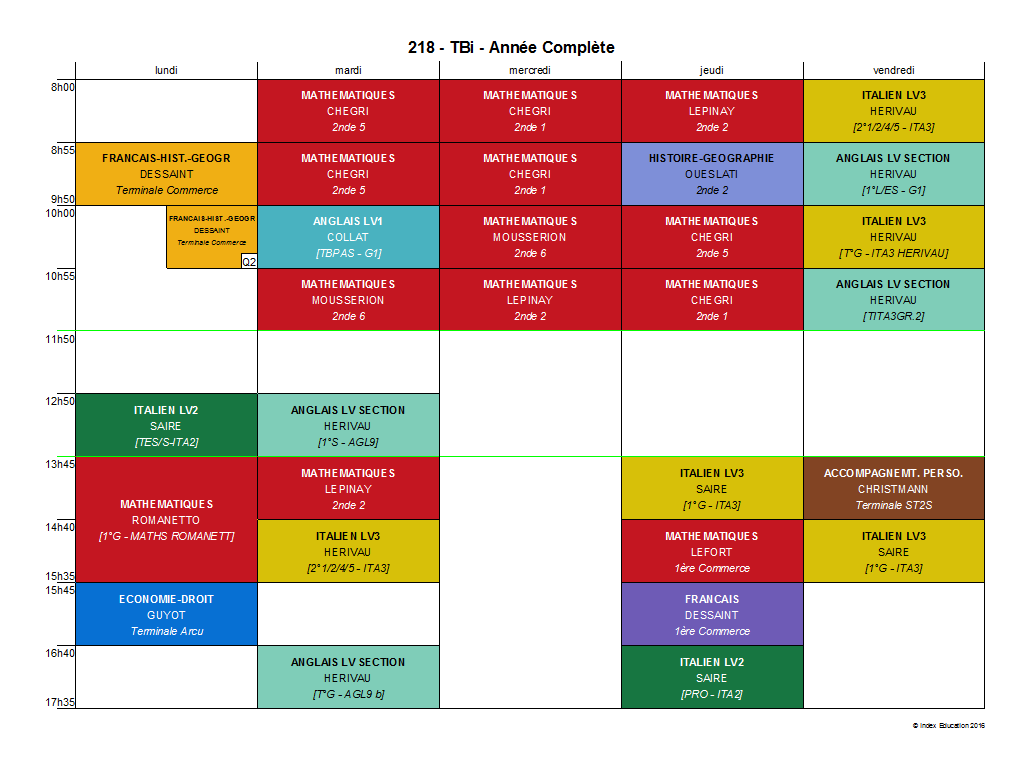 218 - TBi - Année Complète
lundi
mardi
mercredi
jeudi
vendredi
8h00
MATHEMATIQUES
CHEGRI
2nde 5
MATHEMATIQUES
CHEGRI
2nde 1
MATHEMATIQUES
LEPINAY
2nde 2
ITALIEN LV3
HERIVAU
[2°1/2/4/5 - ITA3]
8h55
FRANCAIS-HIST.-GEOGR
DESSAINT
Terminale Commerce
MATHEMATIQUES
CHEGRI
2nde 5
MATHEMATIQUES
CHEGRI
2nde 1
HISTOIRE-GEOGRAPHIE
OUESLATI
2nde 2
ANGLAIS LV SECTION
HERIVAU
[1°L/ES - G1]
9h50
10h00
FRANCAIS-HIST.-GEOGR
DESSAINT
Terminale Commerce
Q2
ANGLAIS LV1
COLLAT
[TBPAS - G1]
MATHEMATIQUES
MOUSSERION
2nde 6
MATHEMATIQUES
CHEGRI
2nde 5
ITALIEN LV3
HERIVAU
[T°G - ITA3 HERIVAU]
10h55
MATHEMATIQUES
MOUSSERION
2nde 6
MATHEMATIQUES
LEPINAY
2nde 2
MATHEMATIQUES
CHEGRI
2nde 1
ANGLAIS LV SECTION
HERIVAU
[TITA3GR.2]
11h50
12h50
ITALIEN LV2
SAIRE
[TES/S-ITA2]
ANGLAIS LV SECTION
HERIVAU
[1°S - AGL9]
13h45
MATHEMATIQUES
ROMANETTO
[1°G - MATHS ROMANETT]
MATHEMATIQUES
LEPINAY
2nde 2
ITALIEN LV3
SAIRE
[1°G - ITA3]
ACCOMPAGNEMT. PERSO.
CHRISTMANN
Terminale ST2S
14h40
ITALIEN LV3
HERIVAU
[2°1/2/4/5 - ITA3]
MATHEMATIQUES
LEFORT
1ère Commerce
ITALIEN LV3
SAIRE
[1°G - ITA3]
15h35
15h45
ECONOMIE-DROIT
GUYOT
Terminale Arcu
FRANCAIS
DESSAINT
1ère Commerce
16h40
ANGLAIS LV SECTION
HERIVAU
[T°G - AGL9 b]
ITALIEN LV2
SAIRE
[PRO - ITA2]
17h35
© Index Education 2016